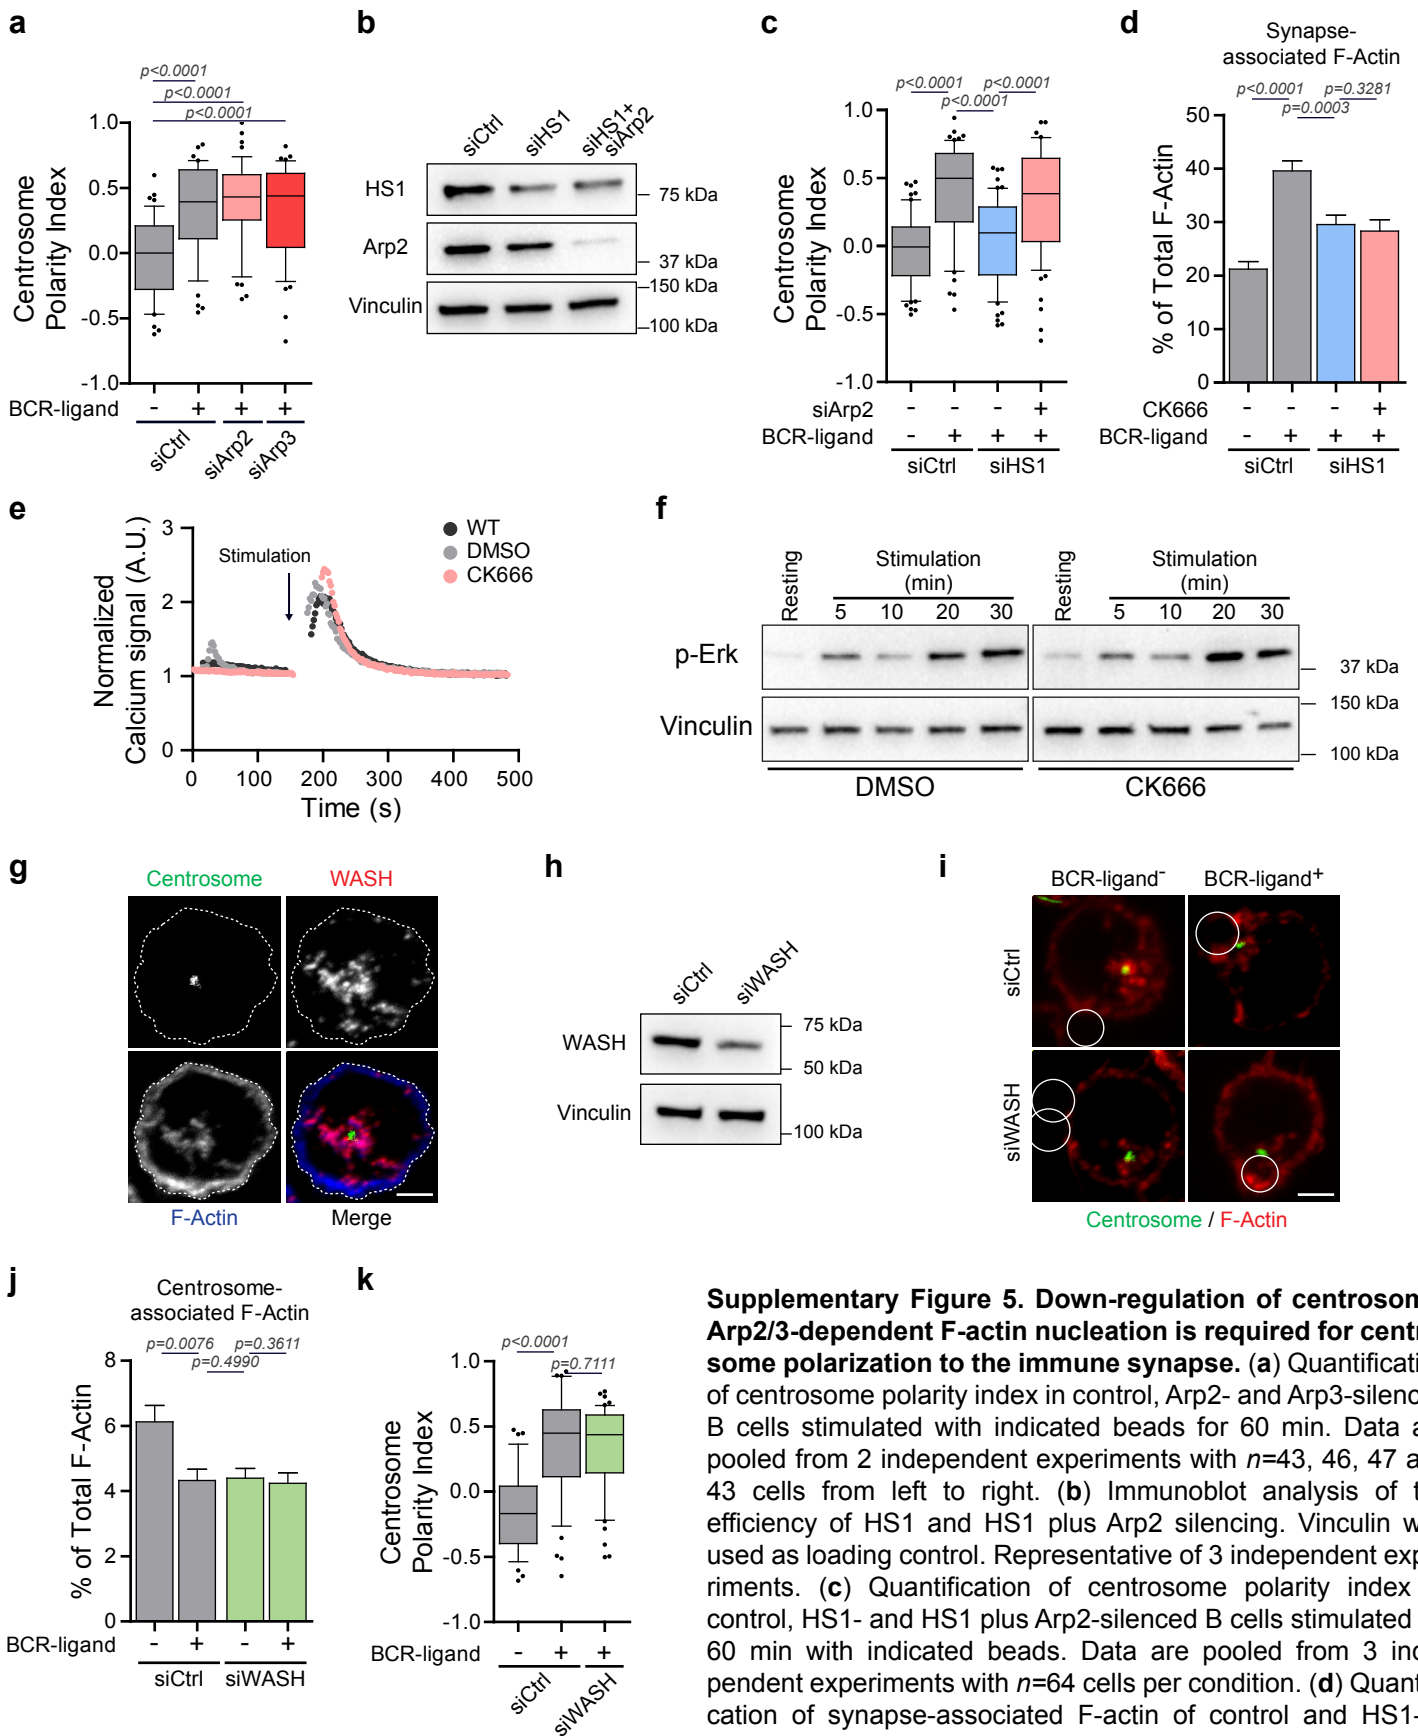 a
p<0.0001
p<0.0001
p<0.0001
Centrosome
Polarity Index
1.0
0.5
0.0
-0.5
-1.0
BCR-ligand - + + +
siCtrl siArp2 siArp3
b
siCtrl siHS1 siHS1+
siArp2
HS1
75 kDa
Arp2
37 kDa
150 kDa
Vinculin
100 kDa
c
p<0.0001 p<0.0001
p<0.0001
Centrosome
Polarity Index
1.0
0.5
0.0
-0.5
-1.0
siArp2 - - - +
BCR-ligand - + + +
siCtrl siHS1
d
Synapse-
associated F-Actin
p<0.0001 p=0.3281
p=0.0003
% of Total F-Actin
50
40
30
20
10
0
CK666 - - - +
BCR-ligand - + + +
siCtrl siHS1
e
Normalized
Calcium signal (A.U.)
3
2
1
0
Stimulation
WT
DMSO
CK666
0 100 200 300 400 500
Time (s)
f
Resting Stimulation
(min)
5 10 20 30
Resting Stimulation
(min)
5 10 20 30
p-Erk
37 kDa
150 kDa
Vinculin
100 kDa
DMSO CK666
g
Centrosome WASH
F-Actin Merge
h
siCtrl siWASH
WASH
75 kDa
50 kDa
Vinculin
100 kDa
i
BCR-ligand- BCR-ligand+
siCtrl
siWASH
Centrosome / F-Actin
j
Centrosome-
associated F-Actin
p=0.0076 p=0.3611
p=0.4990
% of Total F-Actin
8
6
4
2
0
BCR-ligand - + - +
siCtrl siWASH
k
p<0.0001
p=0.7111
Centrosome
Polarity Index
1.0
0.5
0.0
-0.5
-1.0
BCR-ligand - + +
siCtrl siWASH
Supplementary Figure 5. Down-regulation of centrosom
Arp2/3-dependent F-actin nucleation is required for centr
some polarization to the immune synapse. (a) Quantificati
of centrosome polarity index in control, Arp2- and Arp3-silenc
B cells stimulated with indicated beads for 60 min. Data a
pooled from 2 independent experiments with n=43, 46, 47 a
43 cells from left to right. (b) Immunoblot analysis of t
efficiency of HS1 and HS1 plus Arp2 silencing. Vinculin w
used as loading control. Representative of 3 independent exp
riments. (c) Quantification of centrosome polarity index
control, HS1- and HS1 plus Arp2-silenced B cells stimulated
60 min with indicated beads. Data are pooled from 3 ind
pendent experiments with n=64 cells per condition. (d) Quant
cation of synapse-associated F-actin of control and HS1-